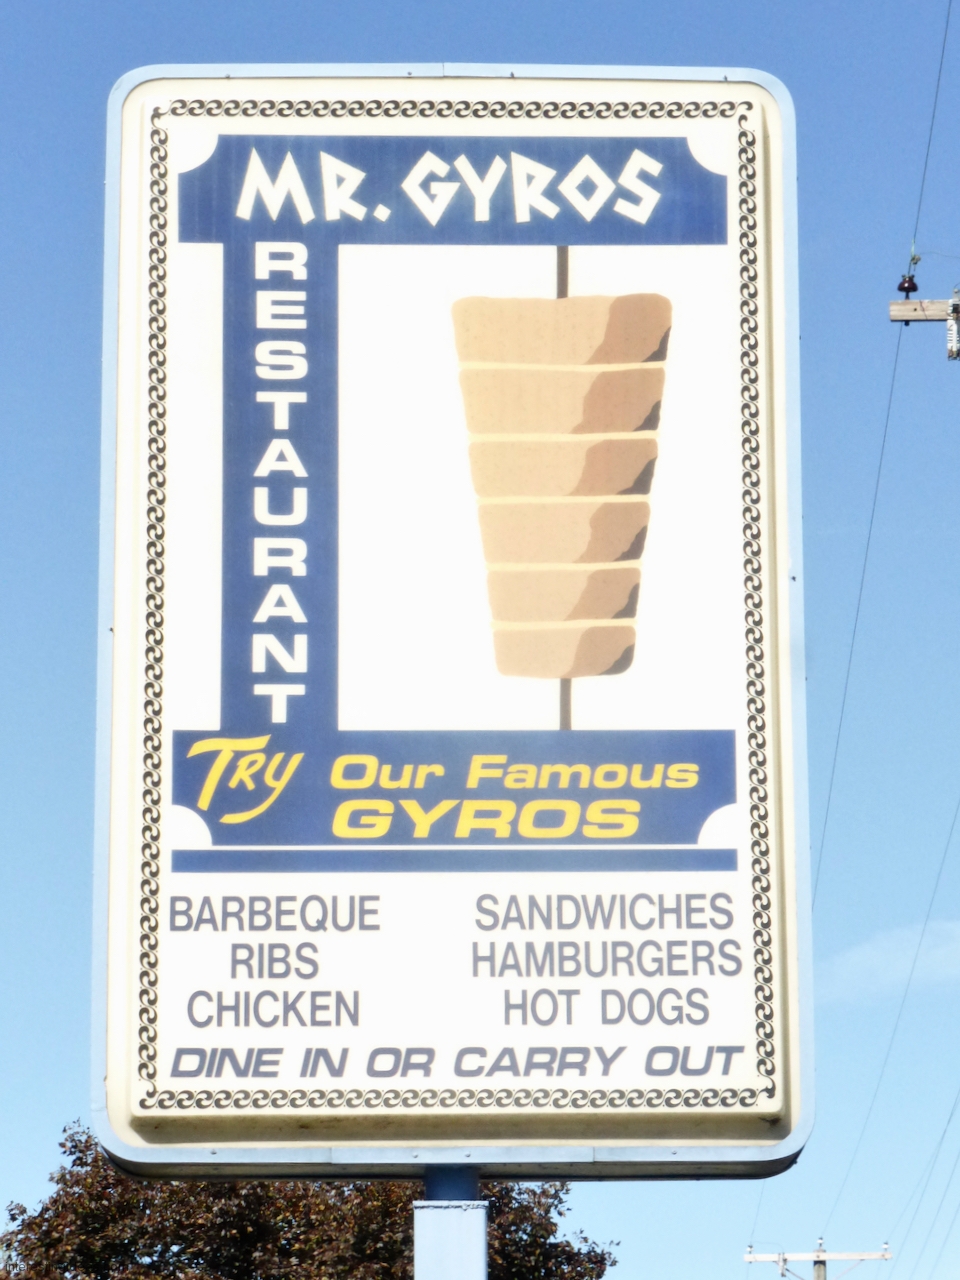 MR. GYROS
RESTAURANT
TRY Our Famous
GYROS
BARBEQUE
RIBS
CHICKEN
SANDWICHES
HAMBURGERS
HOT DOGS
DINE IN OR CARRY OUT